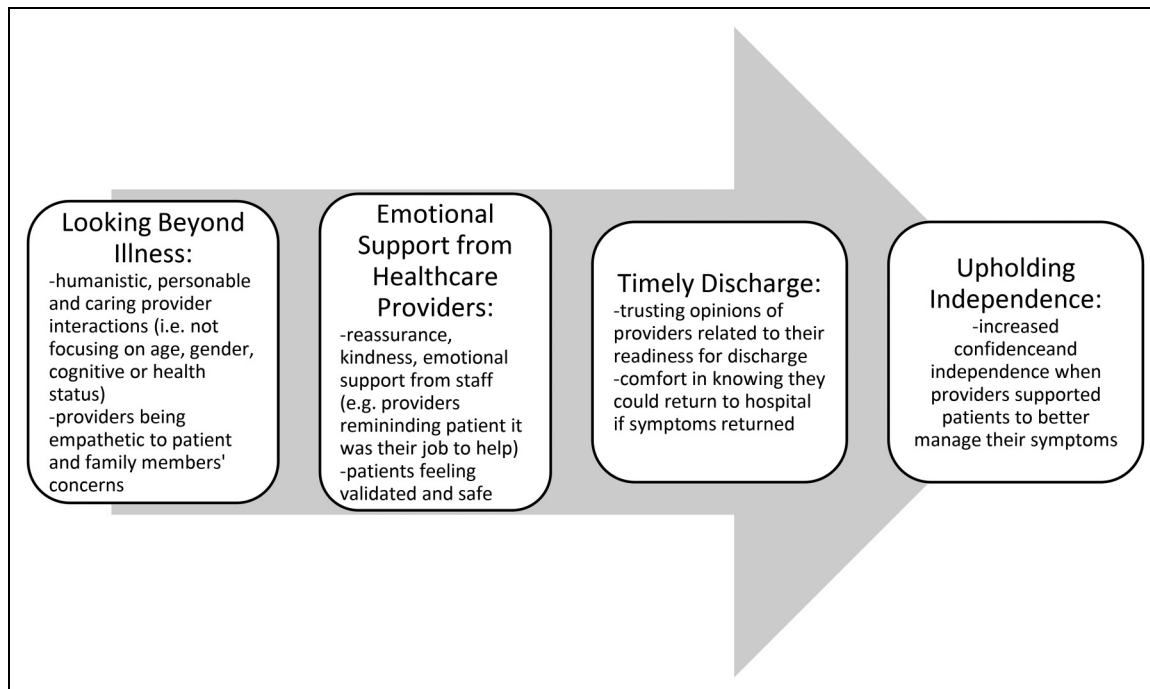 Looking Beyond
Illness:
-humanistic, personable
and caring provider
interactions (i.e. not
focusing on age, gender,
cognitive or health
status)
-providers being
empathetic to patient
and family members'
concerns
Emotional
Support from
Healthcare
Providers:
-reassurance,
kindness, emotional
support from staff
(e.g. providers
remininding patient it
was their job to help)
-patients feeling
validated and safe
Timely Discharge:
-trusting opinions of
providers related to their
readiness for discharge
-comfort in knowing they
could return to hospital
if symptoms returned
Upholding
Independence:
-increased
confidenceand
independence when
providers supported
patients to better
manage their symptoms